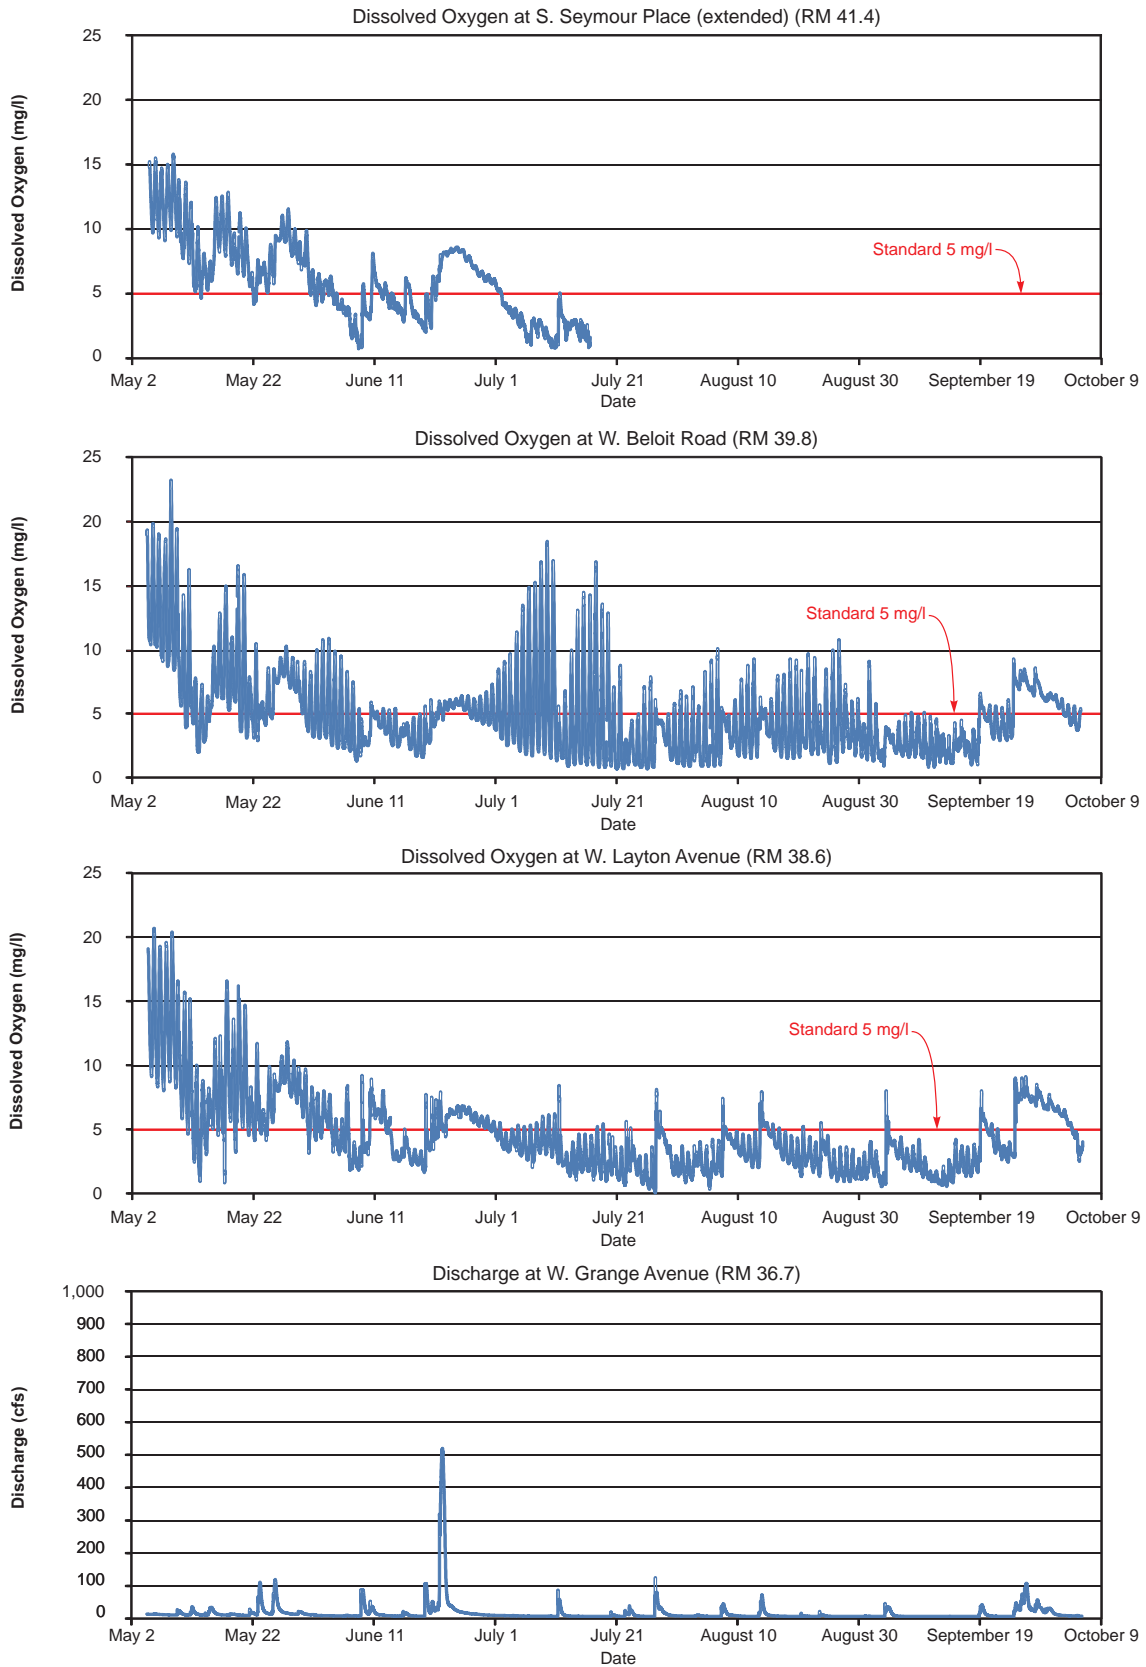 Dissolved Oxygen at S. Seymour Place (extended) (RM 41.4)
25
20
15
10
5
0
Dissolved Oxygen (mg/l)
Standard 5 mg/l
May 2 May 22 June 11 July 1 July 21 August 10 August 30 September 19 October 9
Date
Dissolved Oxygen at W. Beloit Road (RM 39.8)
25
20
15
10
5
0
Dissolved Oxygen (mg/l)
Standard 5 mg/l
May 2 May 22 June 11 July 1 July 21 August 10 August 30 September 19 October 9
Date
Dissolved Oxygen at W. Layton Avenue (RM 38.6)
25
20
15
10
5
0
Dissolved Oxygen (mg/l)
Standard 5 mg/l
May 2 May 22 June 11 July 1 July 21 August 10 August 30 September 19 October 9
Date
Discharge at W. Grange Avenue (RM 36.7)
1,000
900
800
700
600
500
400
300
200
100
0
Discharge (cfs)
May 2 May 22 June 11 July 1 July 21 August 10 August 30 September 19 October 9
Date